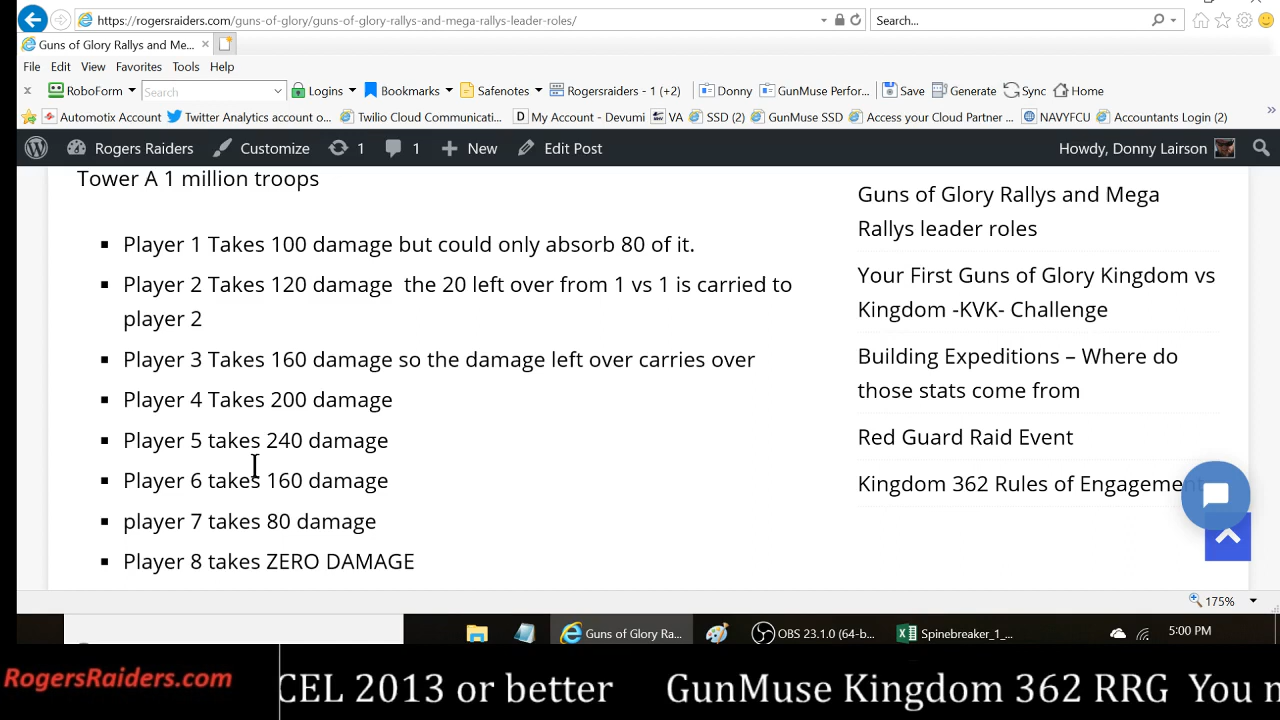 https://rogersraiders.com/guns-of-glory/guns-of-glory-rallys-and-mega-rallys-leader-roles/
Search...
Guns of Glory Rallys and Me...
File Edit View Favorites Tools Help
RoboForm Search Logins Bookmarks Safenotes Rogersraiders - 1 (+2) Donny GunMuse Perfor... Save Generate Sync Home
Automotix Account Twitter Analytics account o... Twilio Cloud Communicati... D My Account - Devumi VA SSD (2) GunMuse SSD Access your Cloud Partner ... NAVYFCU Accountants Login (2)
Rogers Raiders Customize 1 1 New Edit Post Howdy, Donny Lairson
Tower A 1 million troops
Player 1 Takes 100 damage but could only absorb 80 of it.
Player 2 Takes 120 damage the 20 left over from 1 vs 1 is carried to
player 2
Player 3 Takes 160 damage so the damage left over carries over
Player 4 Takes 200 damage
Player 5 takes 240 damage
Player 6 takes 160 damage
player 7 takes 80 damage
Player 8 takes ZERO DAMAGE
Guns of Glory Rallys and Mega
Rallys leader roles
Your First Guns of Glory Kingdom vs
Kingdom -KVK- Challenge
Building Expeditions – Where do
those stats come from
Red Guard Raid Event
Kingdom 362 Rules of Engagement
175%
Guns of Glory Ra... OBS 23.1.0 (64-b... Spinebreaker_1_... 5:00 PM
RogersRaiders.com CEL 2013 or better GunMuse Kingdom 362 RRG You